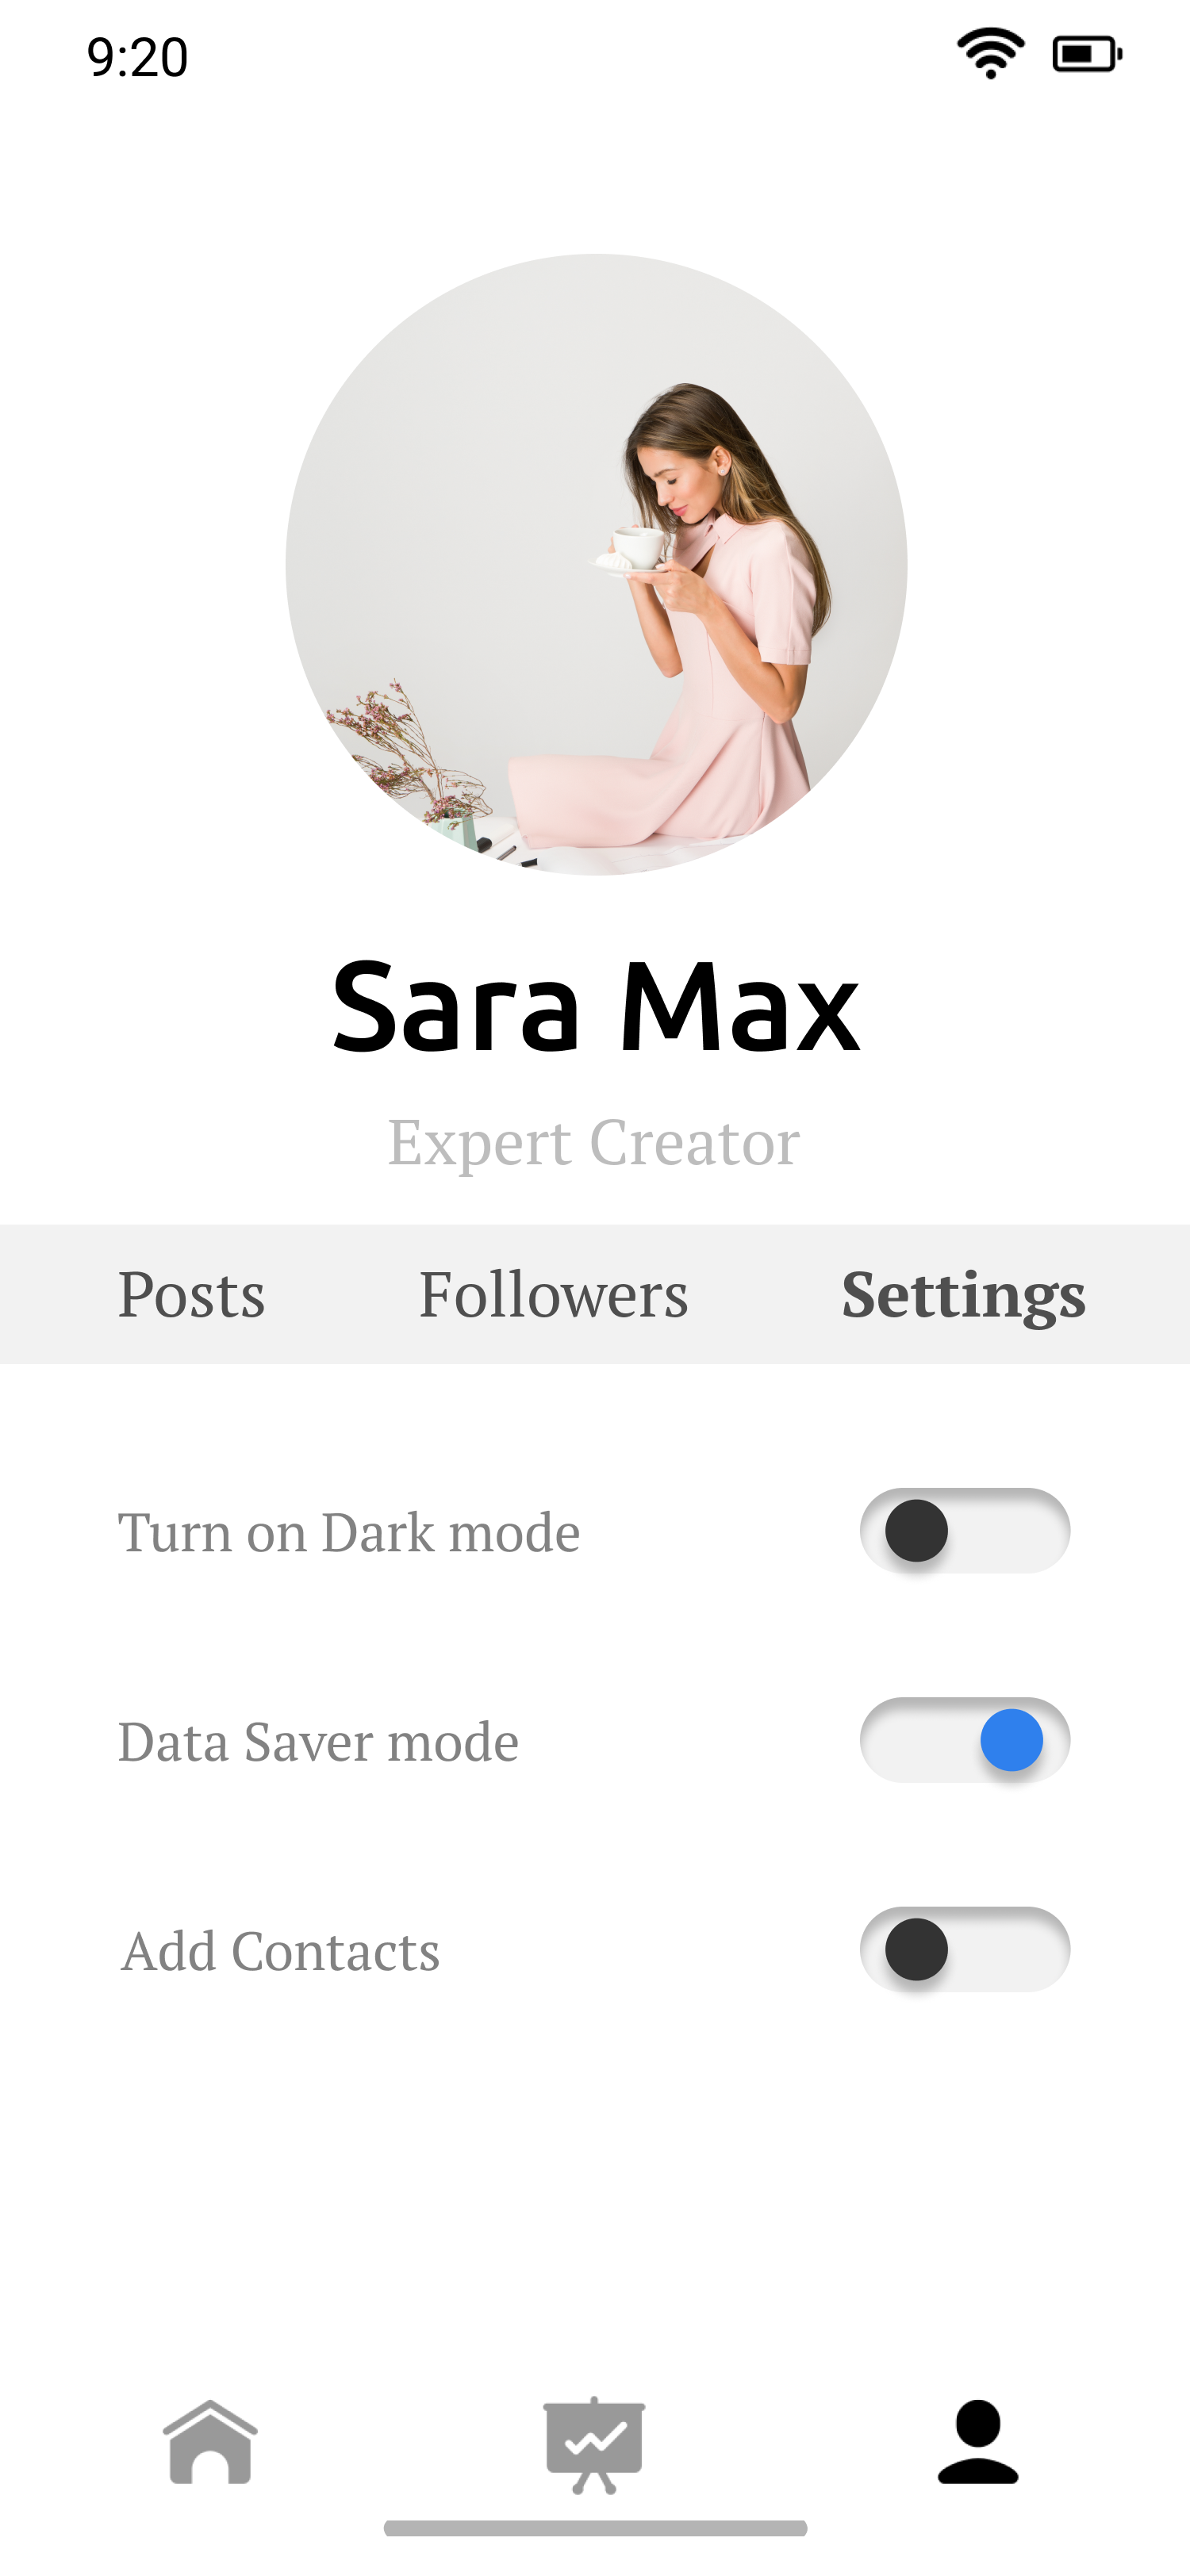 9:20
Sara Max
Expert Creator
Posts Followers Settings
Turn on Dark mode
Data Saver mode
Add Contacts